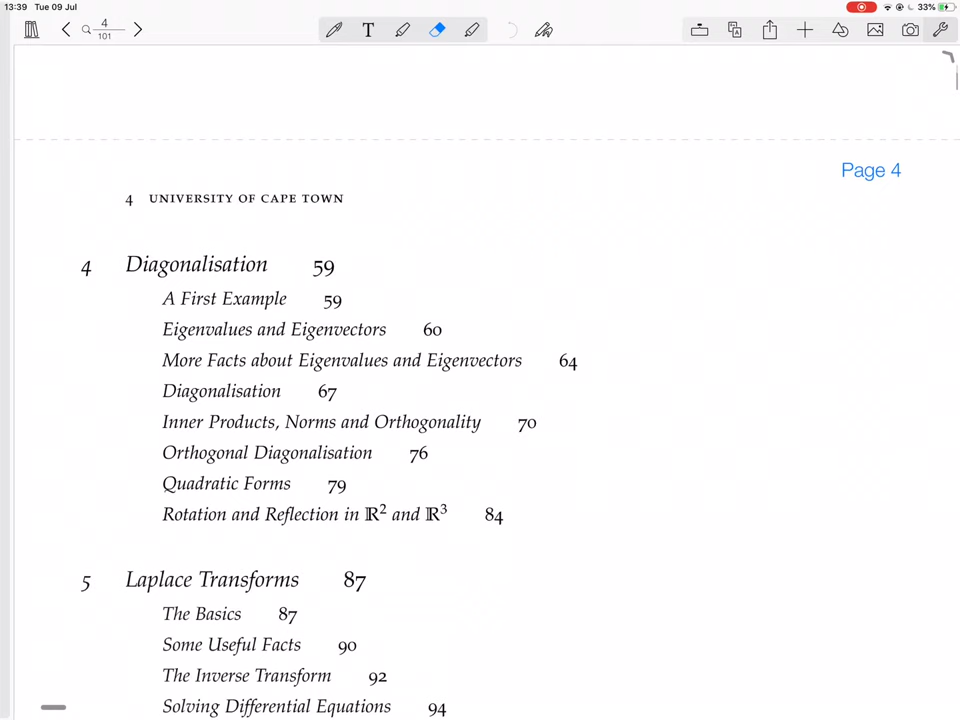 13:39 Tue 09 Jul 33%
4
101
T
Page 4
4 UNIVERSITY OF CAPE TOWN
4 Diagonalisation 59
A First Example 59
Eigenvalues and Eigenvectors 60
More Facts about Eigenvalues and Eigenvectors 64
Diagonalisation 67
Inner Products, Norms and Orthogonality 70
Orthogonal Diagonalisation 76
Quadratic Forms 79
Rotation and Reflection in ℝ² and ℝ³ 84
5 Laplace Transforms 87
The Basics 87
Some Useful Facts 90
The Inverse Transform 92
Solving Differential Equations 94